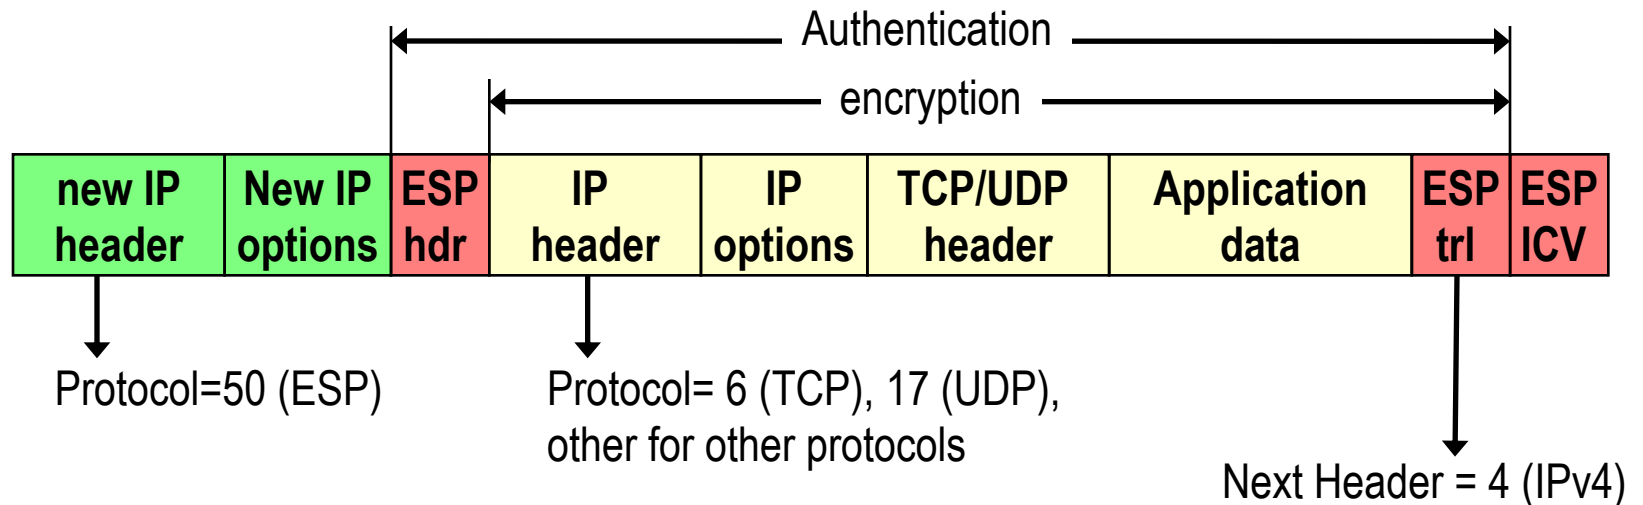 Authentication
encryption
new IP
header
New IP
options
ESP
hdr
IP
header
IP
options
TCP/UDP
header
Application
data
ESP
trl
ESP
ICV
Protocol=50 (ESP)
Protocol= 6 (TCP), 17 (UDP),
other for other protocols
Next Header = 4 (IPv4)